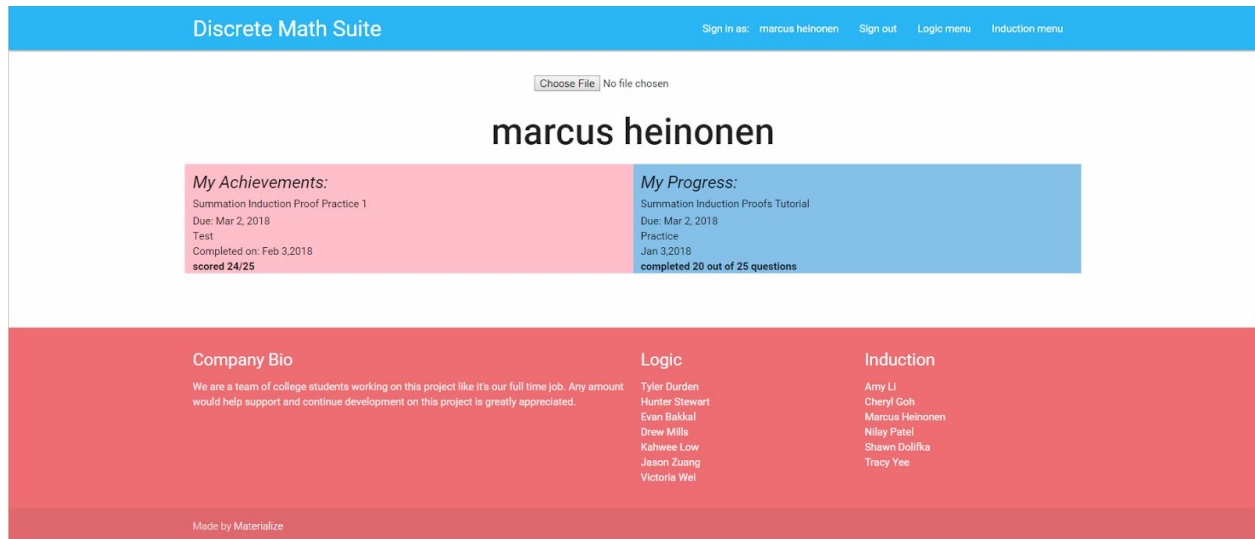 Discrete Math Suite
Sign in as: marcus heinonen Sign out Logic menu Induction menu
Choose File No file chosen
marcus heinonen
My Achievements:
Summation Induction Proof Practice 1
Due: Mar 2, 2018
Test
Completed on: Feb 3,2018
scored 24/25
My Progress:
Summation Induction Proofs Tutorial
Due: Mar 2, 2018
Practice
Jan 3,2018
completed 20 out of 25 questions
Company Bio
We are a team of college students working on this project like it's our full time job. Any amount
would help support and continue development on this project is greatly appreciated.
Logic
Tyler Durden
Hunter Stewart
Evan Bakkal
Drew Mills
Kahwee Low
Jason Zuang
Victoria Wei
Induction
Amy Li
Cheryl Goh
Marcus Heinonen
Nilay Patel
Shawn Dolifka
Tracy Yee
Made by Materialize